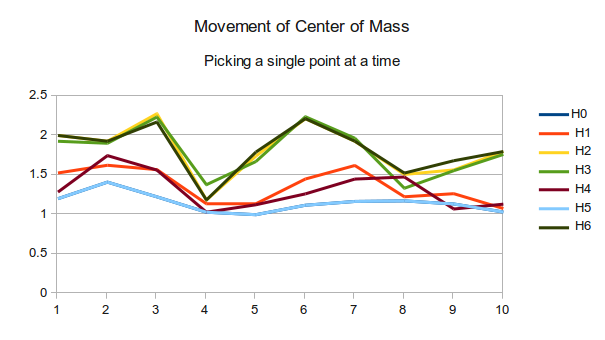 Movement of Center of Mass
Picking a single point at a time
2.5
2
1.5
1
0.5
0
1 2 3 4 5 6 7 8 9 10
H0
H1
H2
H3
H4
H5
H6